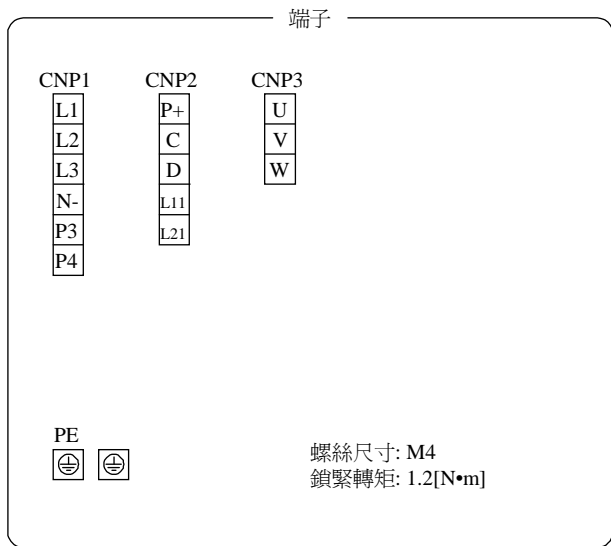 端子
CNP1 CNP2 CNP3
L1 P+ U
L2 C V
L3 D W
N- L11
P3 L21
P4
PE
螺絲尺寸: M4
鎖緊轉矩: 1.2[N•m]